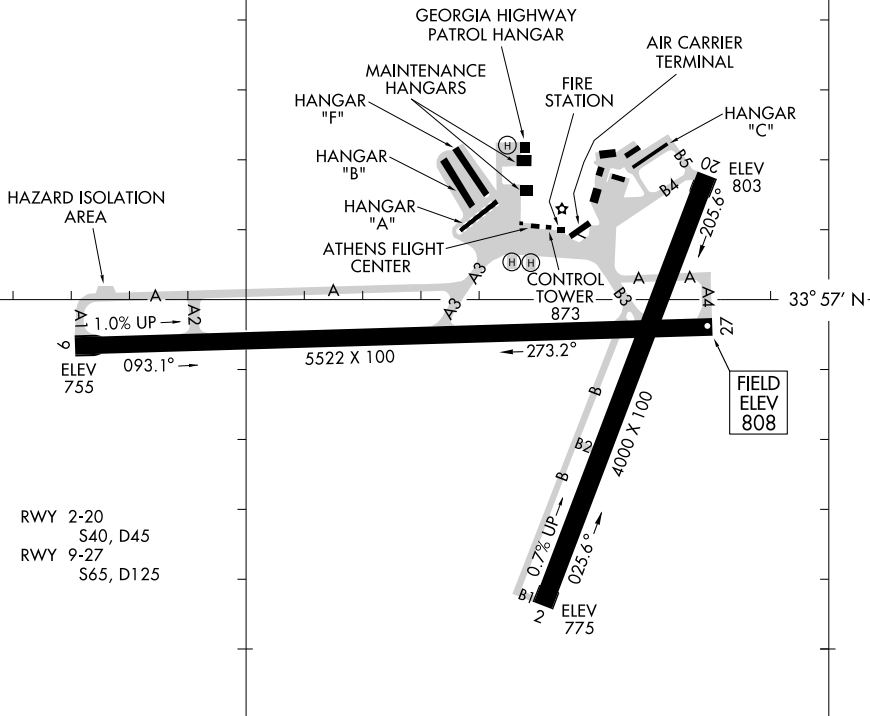 GEORGIA HIGHWAY
PATROL HANGAR
AIR CARRIER
TERMINAL
MAINTENANCE
HANGARS
FIRE
STATION
HANGAR
"F"
HANGAR
"C"
H
HANGAR
"B"
B5
20
ELEV
803
B4
HAZARD ISOLATION
AREA
HANGAR
"A"
205.6°
ATHENS FLIGHT
CENTER
H H
CONTROL
TOWER
873
A3
A
A
A
A
A3
B3
A4
33° 57' N
A1
1.0% UP
A2
27
9
ELEV
755
093.1°
5522 X 100
273.2°
FIELD
ELEV
808
B
4000 X 100
B2
B
RWY 2-20
S40, D45
RWY 9-27
S65, D125
0.7% UP
025.6°
B1
2
ELEV
775